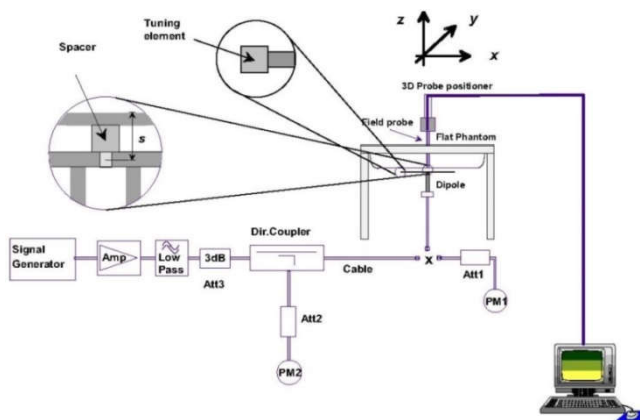 Tuning
element
Spacer
s
z
y
x
3D Probe positioner
Field probe
Flat Phantom
Dipole
Signal
Generator
Amp
Low
Pass
3dB
Att3
Dir.Coupler
Cable
x
Att1
PM1
Att2
PM2